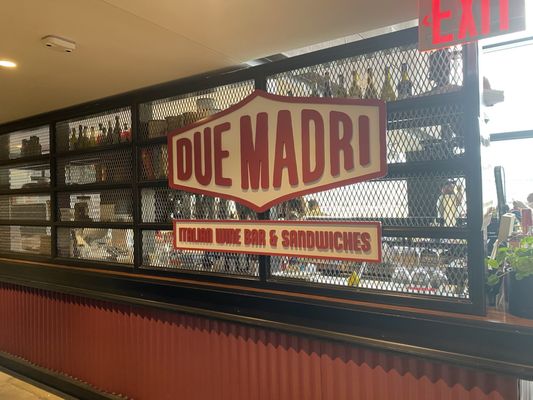 EXIT
DUE MADRI
ITALIAN WINE BAR & SANDWICHES